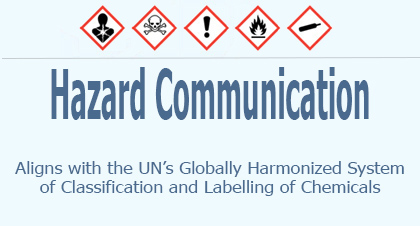 Hazard Communication
Aligns with the UN's Globally Harmonized System
of Classification and Labelling of Chemicals